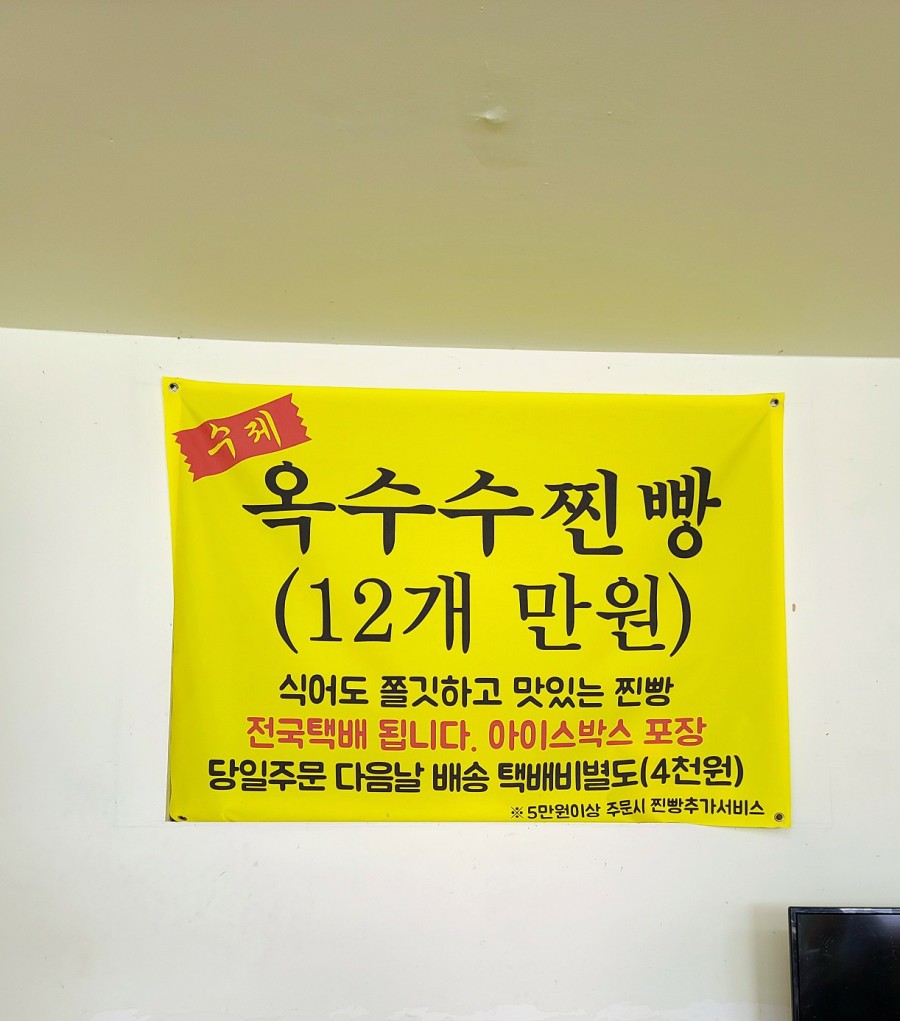 수제
옥수수찐빵
(12개 만원)
식어도 쫄깃하고 맛있는 찐빵
전국택배 됩니다. 아이스박스 포장
당일주문 다음날 배송 택배비별도(4천원)
※ 5만원이상 주문시 찐빵추가서비스